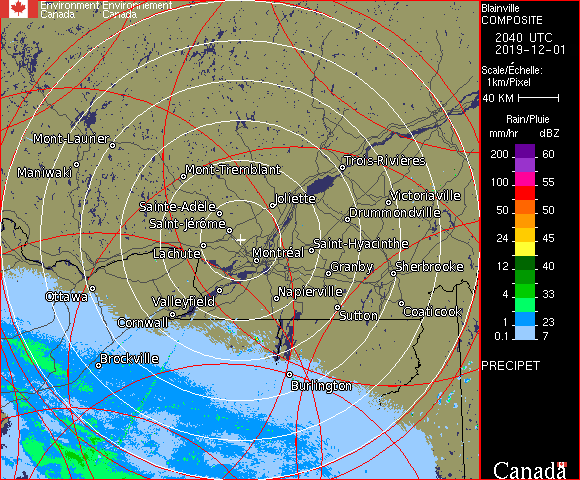 Environment Environnement
Canada Canada
Blainville
COMPOSITE
2040 UTC
2019-12-01
Scale/Échelle:
1km/Pixel
40 KM
Rain/Pluie
mm/hr dBZ
200 60
100 55
50 50
24 45
12 40
4 33
1 23
0.1 7
PRECIPET
Canada
Mont-Laurier
Maniwaki
Mont-Tremblant
Trois-Rivières
Joliette
Victoriaville
Sainte-Adèle
Drummondville
Saint-Jérôme
Saint-Hyacinthe
Lachute
Montréal
Granby
Sherbrooke
Ottawa
Valleyfield
Napierville
Coaticook
Cornwall
Sutton
Brockville
Burlington